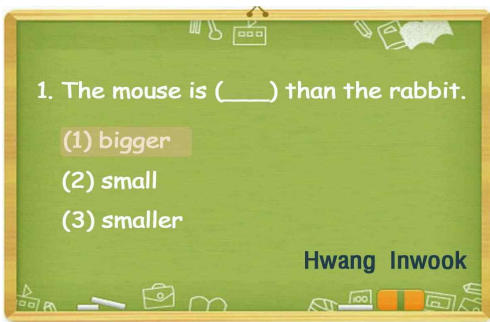 1. The mouse is (____) than the rabbit.
(1) bigger
(2) small
(3) smaller
Hwang Inwook